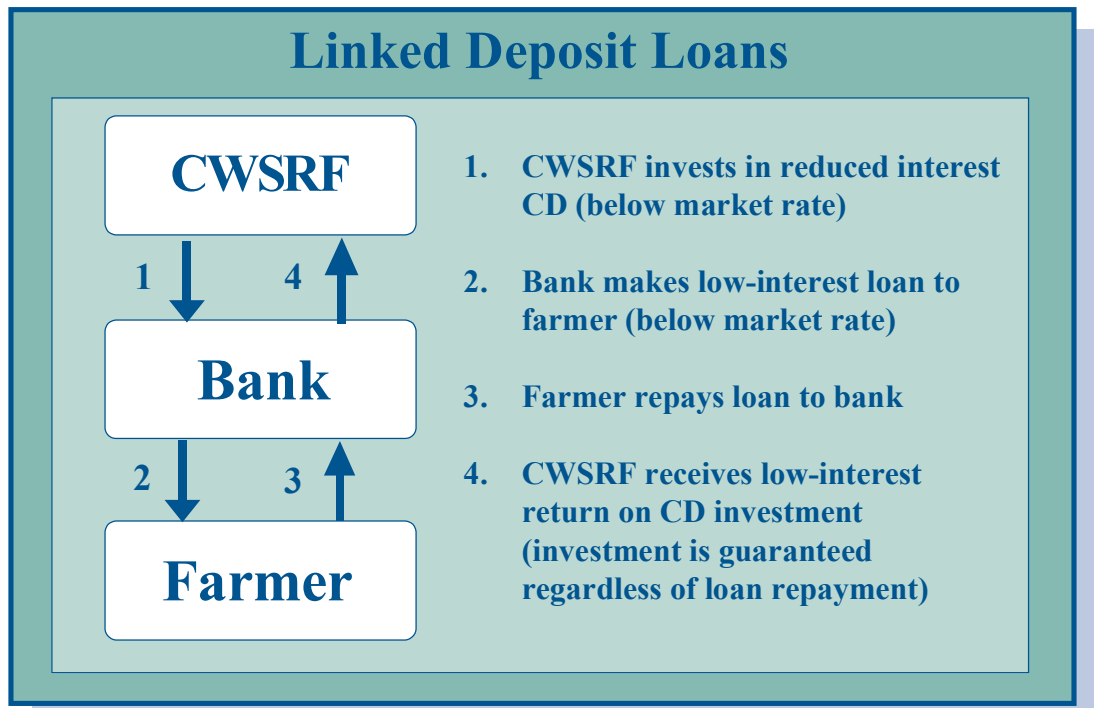 Linked Deposit Loans
CWSRF
1
4
Bank
2
3
Farmer
1. CWSRF invests in reduced interest
CD (below market rate)
2. Bank makes low-interest loan to
farmer (below market rate)
3. Farmer repays loan to bank
4. CWSRF receives low-interest
return on CD investment
(investment is guaranteed
regardless of loan repayment)